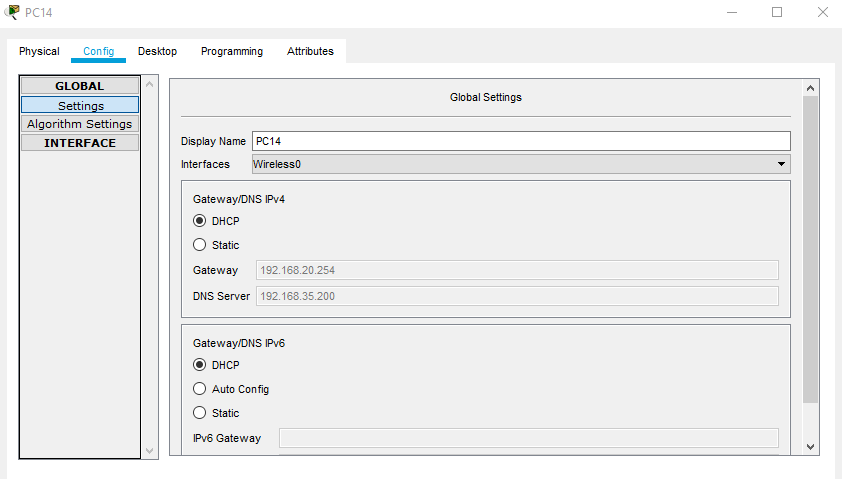 PC14
Physical Config Desktop Programming Attributes
GLOBAL
Settings
Algorithm Settings
INTERFACE
Global Settings
Display Name PC14
Interfaces Wireless0
Gateway/DNS IPv4
DHCP
Static
Gateway 192.168.20.254
DNS Server 192.168.35.200
Gateway/DNS IPv6
DHCP
Auto Config
Static
IPv6 Gateway